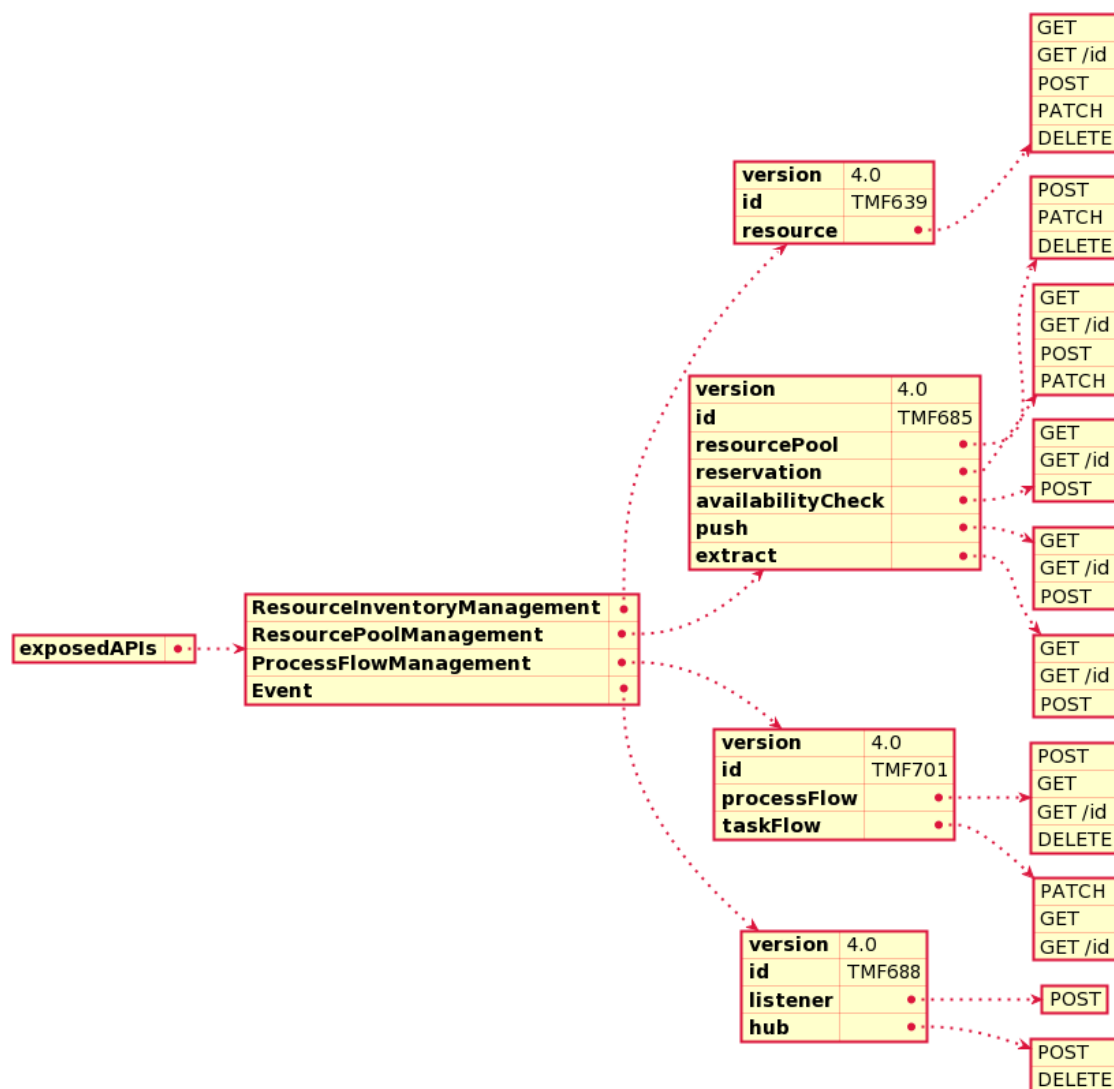 exposedAPIs
ResourceInventoryManagement
ResourcePoolManagement
ProcessFlowManagement
Event
version 4.0
id TMF639
resource
GET
GET /id
POST
PATCH
DELETE
version 4.0
id TMF685
resourcePool
reservation
availabilityCheck
push
extract
POST
PATCH
DELETE
GET
GET /id
POST
PATCH
GET
GET /id
POST
GET
GET /id
POST
GET
GET /id
POST
version 4.0
id TMF701
processFlow
taskFlow
POST
GET
GET /id
DELETE
PATCH
GET
GET /id
version 4.0
id TMF688
listener
hub
POST
POST
DELETE